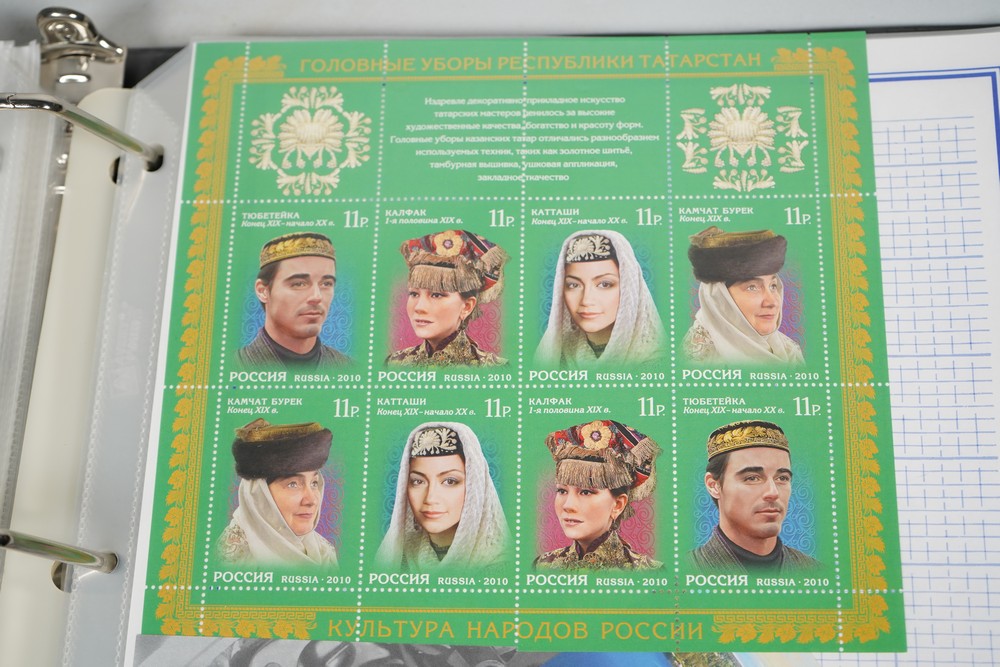 ГОЛОВНЫЕ УБОРЫ РЕСПУБЛИКИ ТАТАРСТАН
Издревле декоративно-прикладное искусство
татарских мастеров ценилось за высокие
художественные качества, богатство и красоту форм.
Головные уборы казанских татар отличались разнообразием
используемых техник, таких как золотное шитьё,
тамбурная вышивка, ушковая аппликация,
закладное ткачество
ТЮБЕТЕЙКА
Конец XIX–начало XX в.
11Р.
РОССИЯ RUSSIA · 2010
КАЛФАК
I-я половина XIX в.
11Р.
РОССИЯ RUSSIA · 2010
КАТТАШИ
Конец XIX–начало XX в.
11Р.
РОССИЯ RUSSIA · 2010
КАМЧАТ БУРЕК
Конец XIX в.
11Р.
РОССИЯ RUSSIA · 2010
КАМЧАТ БУРЕК
Конец XIX в.
11Р.
РОССИЯ RUSSIA · 2010
КАТТАШИ
Конец XIX–начало XX в.
11Р.
РОССИЯ RUSSIA · 2010
КАЛФАК
I-я половина XIX в.
11Р.
РОССИЯ RUSSIA · 2010
ТЮБЕТЕЙКА
Конец XIX–начало XX в.
11Р.
РОССИЯ RUSSIA · 2010
КУЛЬТУРА НАРОДОВ РОССИИ